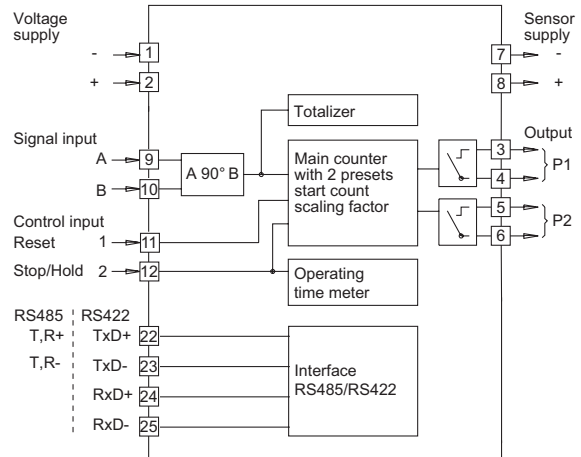 Voltage
supply
- 1
+ 2
Sensor
supply
7 -
8 +
Signal input
A 9
B 10
A 90° B
Totalizer
Main counter
with 2 presets
start count
scaling factor
Output
3
4
P1
5
6
P2
Control input
Reset 1 11
Stop/Hold 2 12
Operating
time meter
RS485 RS422
T,R+ TxD+ 22
T,R- TxD- 23
RxD+ 24
RxD- 25
Interface
RS485/RS422